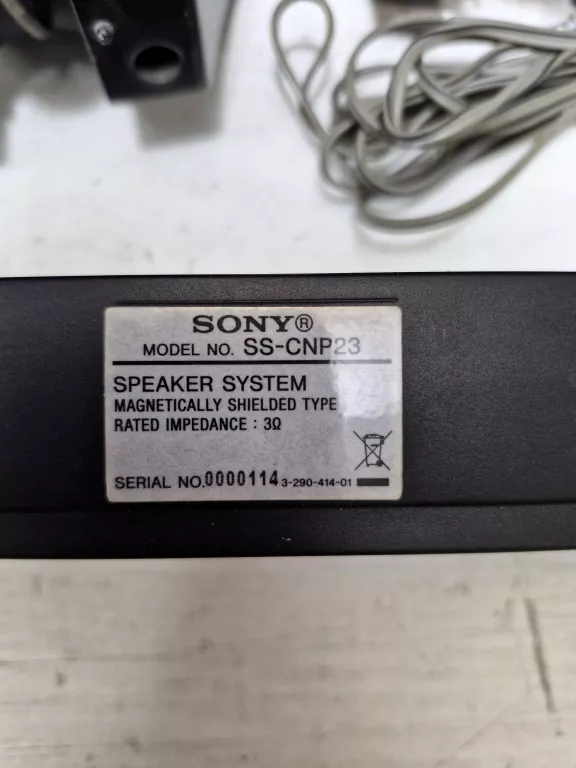 SONY®
MODEL NO. SS-CNP23
SPEAKER SYSTEM
MAGNETICALLY SHIELDED TYPE
RATED IMPEDANCE : 3Ω
SERIAL NO.0000114 3-290-414-01